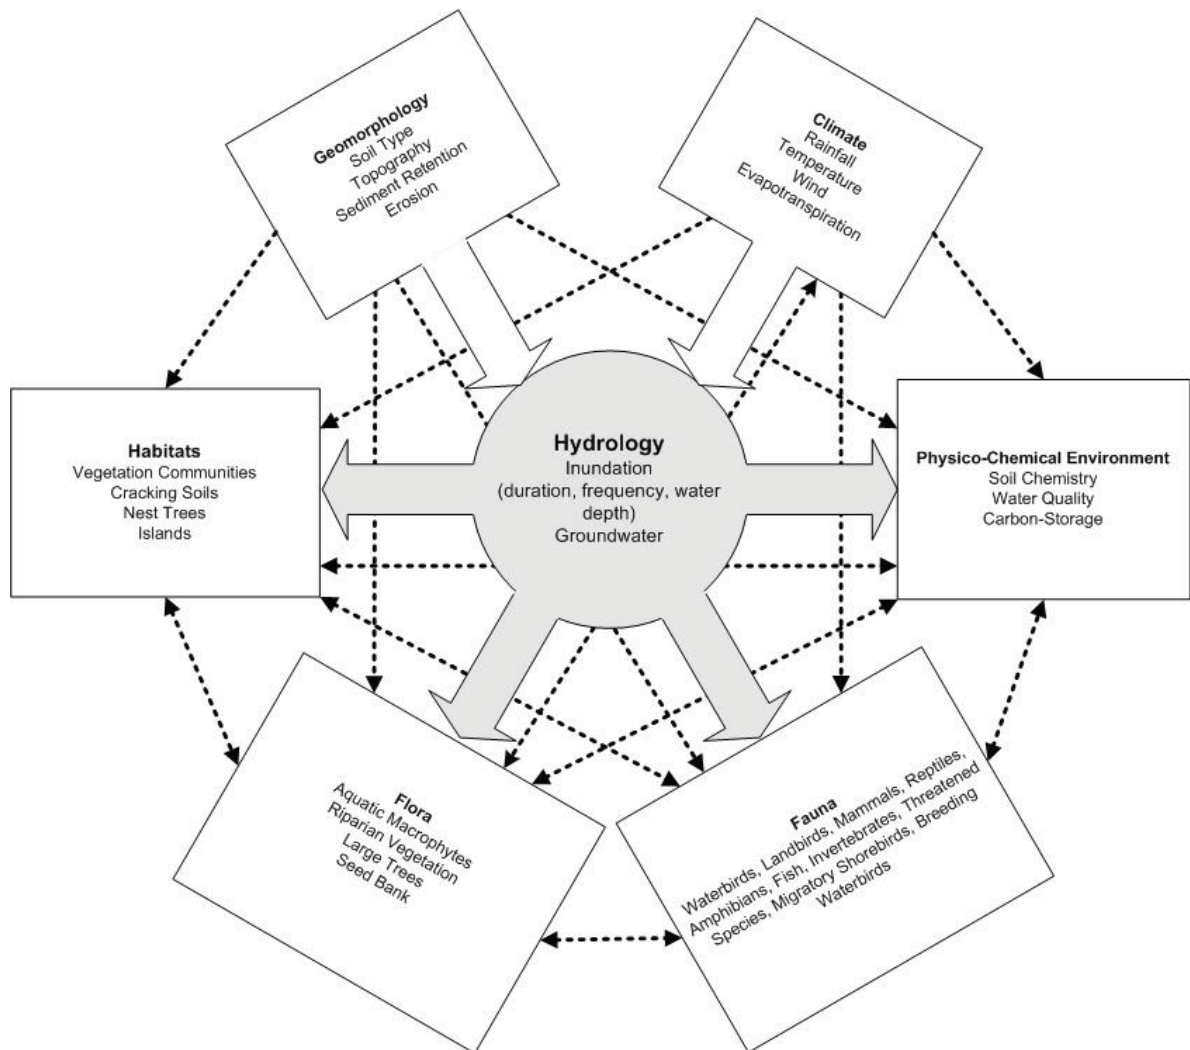 Geomorphology
Soil Type
Topography
Sediment Retention
Erosion
Climate
Rainfall
Temperature
Wind
Evapotranspiration
Habitats
Vegetation Communities
Cracking Soils
Nest Trees
Islands
Hydrology
Inundation
(duration, frequency, water
depth)
Groundwater
Physico-Chemical Environment
Soil Chemistry
Water Quality
Carbon-Storage
Flora
Aquatic Macrophytes
Riparian Vegetation
Large Trees
Seed Bank
Fauna
Waterbirds, Landbirds, Mammals, Reptiles,
Amphibians, Fish, Invertebrates, Threatened
Species, Migratory Shorebirds, Breeding
Waterbirds